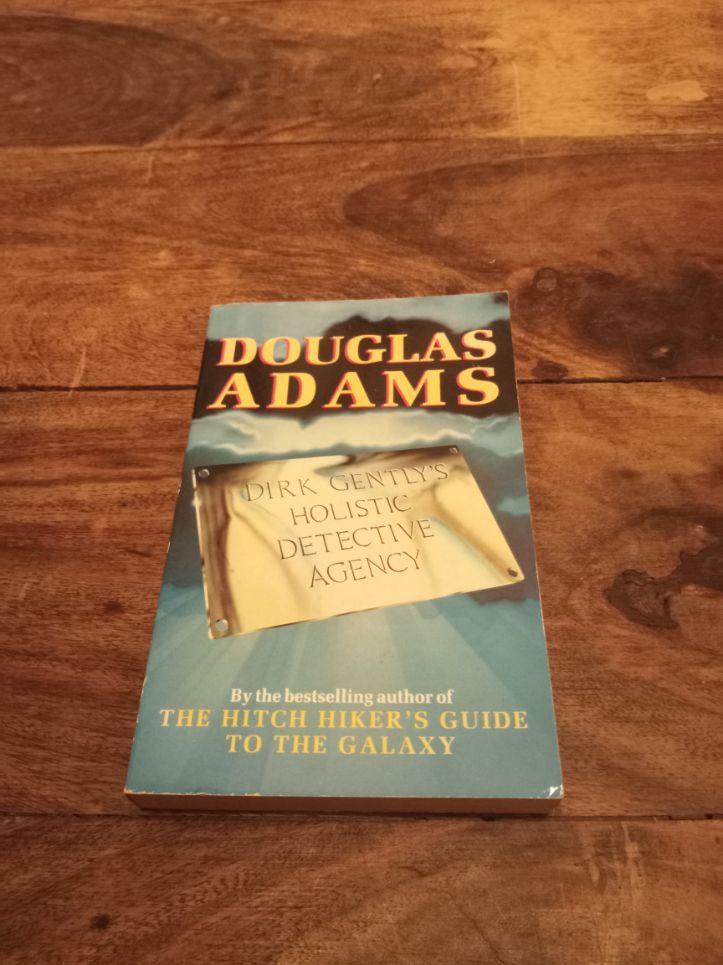 DOUGLAS
ADAMS
DIRK GENTLY'S
HOLISTIC
DETECTIVE
AGENCY
By the bestselling author of
THE HITCH HIKER'S GUIDE
TO THE GALAXY